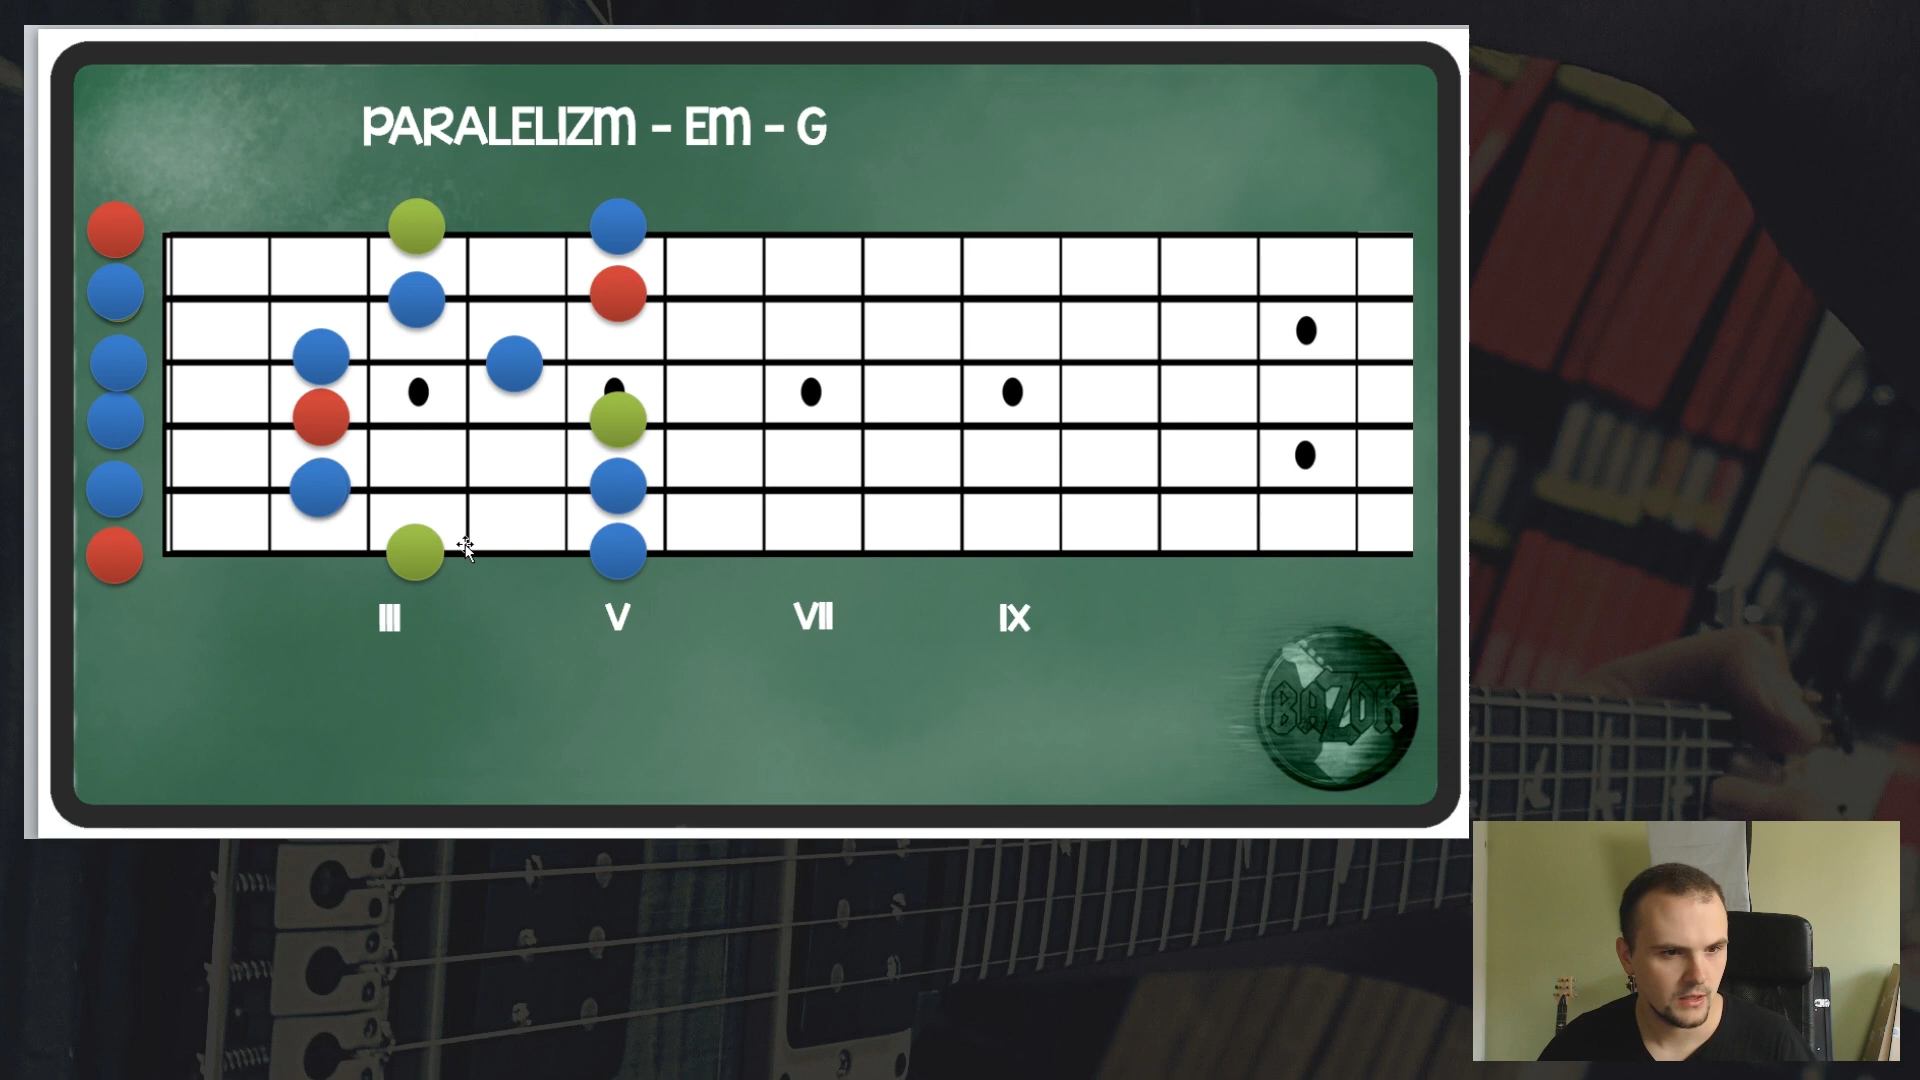 PARALELIZM - EM - G
III
V
VII
IX
BAZOK